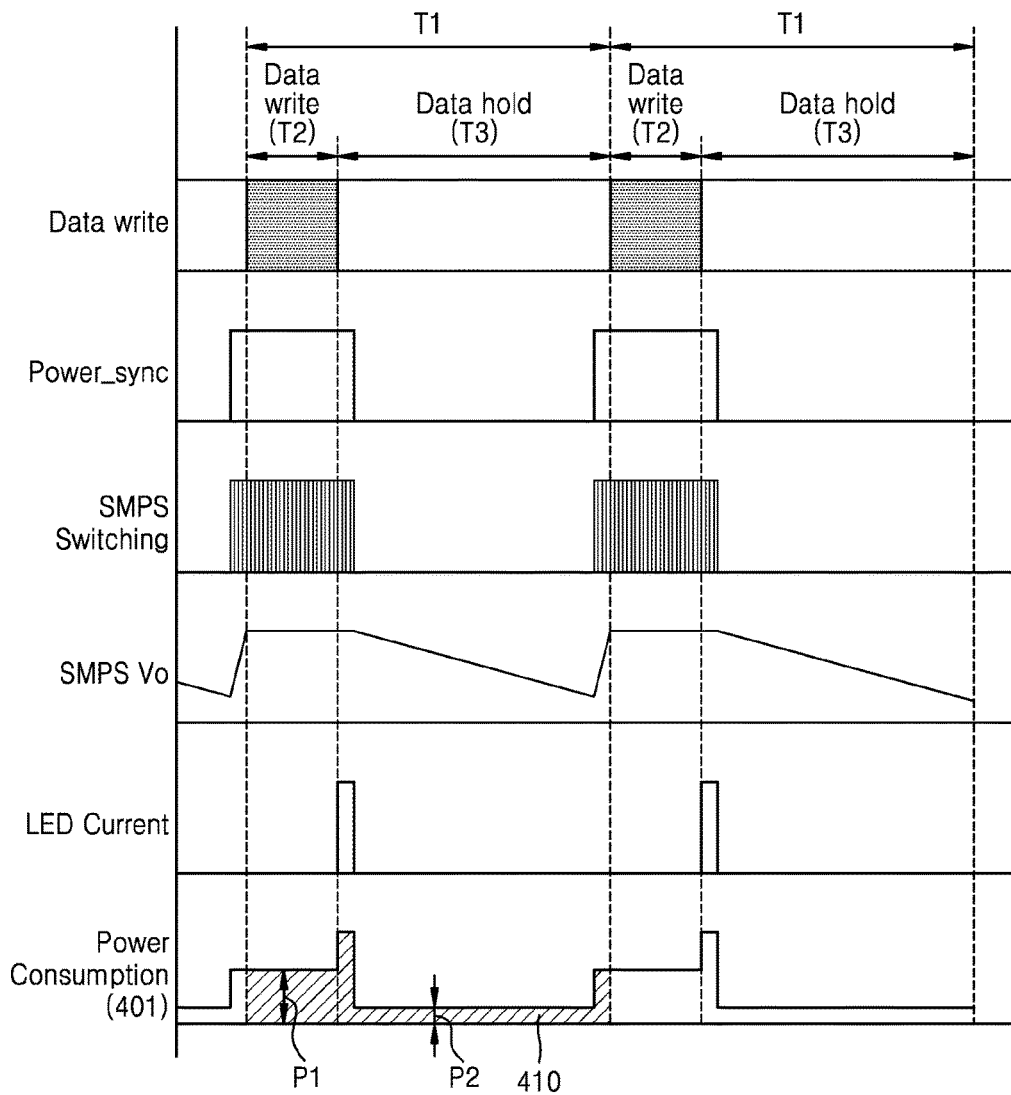 T1
T1
Data
write
(T2)
Data hold
(T3)
Data
write
(T2)
Data hold
(T3)
Data write
Power_sync
SMPS
Switching
SMPS Vo
LED Current
Power
Consumption
(401)
P1
P2
410